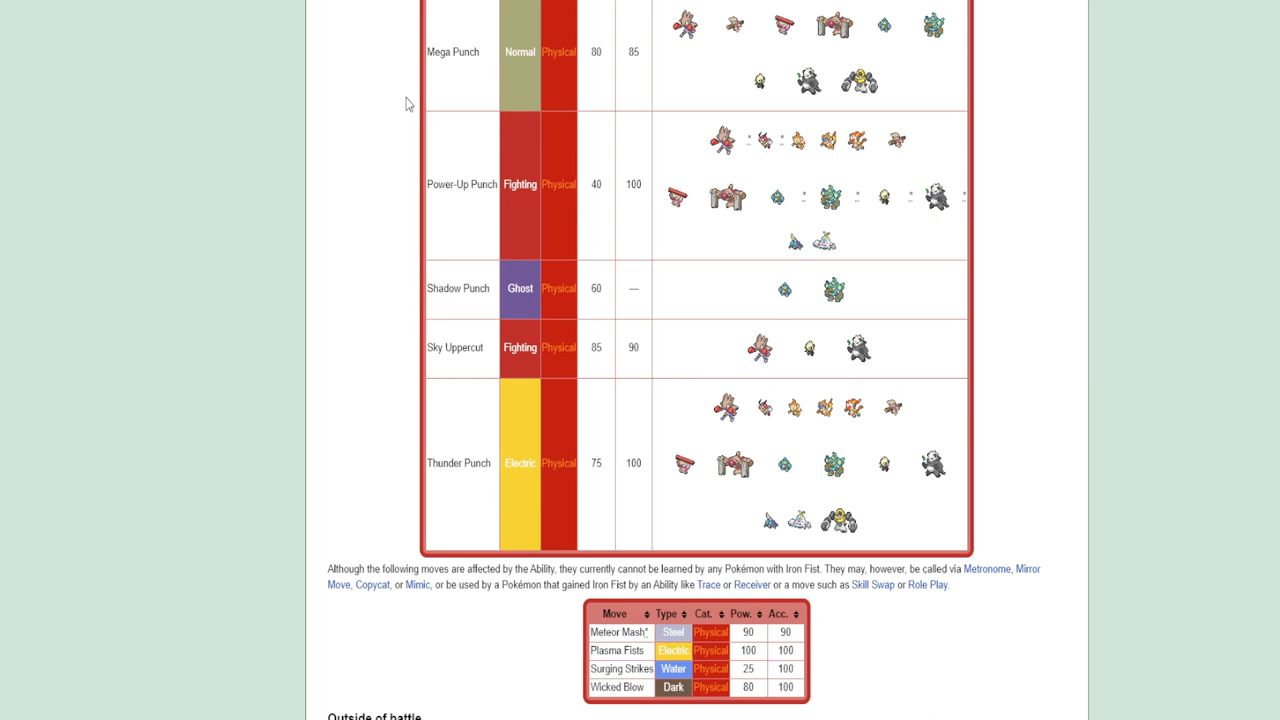 Mega Punch Normal Physical 80 85
Power-Up Punch Fighting Physical 40 100
Shadow Punch Ghost Physical 60 —
Sky Uppercut Fighting Physical 85 90
Thunder Punch Electric Physical 75 100
Although the following moves are affected by the Ability, they currently cannot be learned by any Pokémon with Iron Fist. They may, however, be called via Metronome, Mirror
Move, Copycat, or Mimic, or be used by a Pokémon that gained Iron Fist by an Ability like Trace or Receiver or a move such as Skill Swap or Role Play.
Move Type Cat. Pow. Acc.
Meteor Mash* Steel Physical 90 90
Plasma Fists Electric Physical 100 100
Surging Strikes Water Physical 25 100
Wicked Blow Dark Physical 80 100
Outside of battle